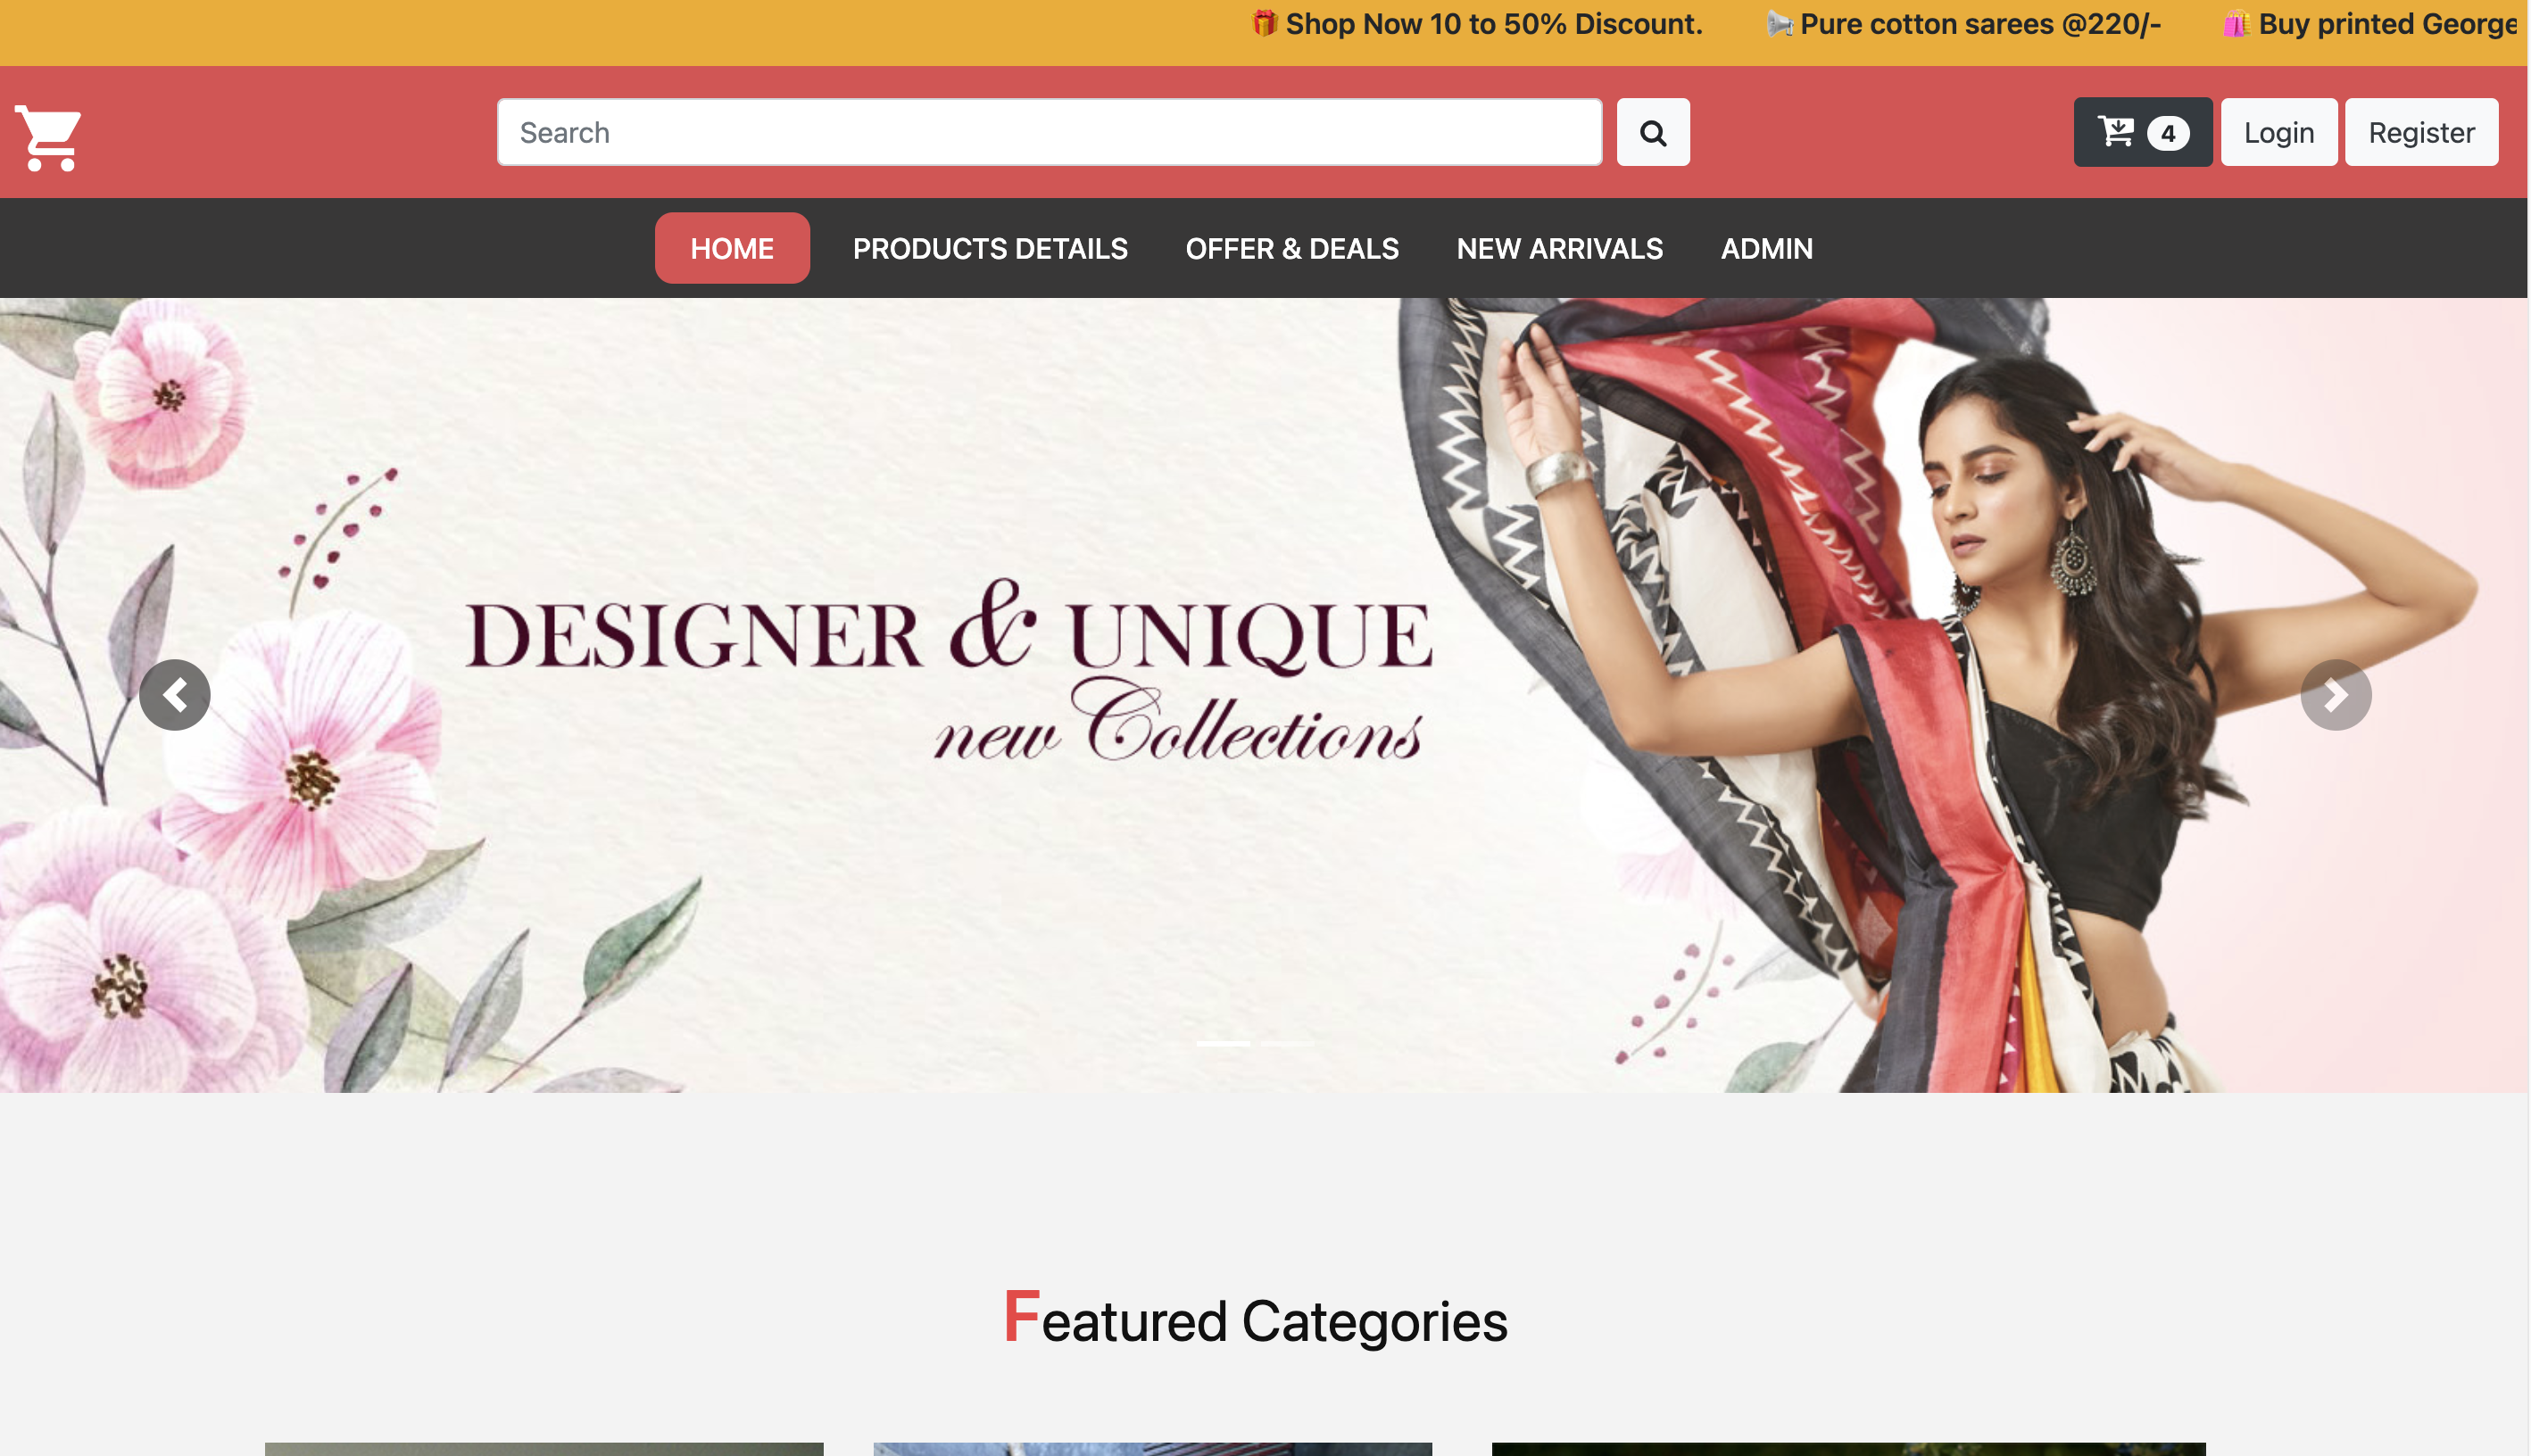 🎁 Shop Now 10 to 50% Discount. 📢 Pure cotton sarees @220/- 🛍️ Buy printed George
Search
4
Login
Register
HOME
PRODUCTS DETAILS
OFFER & DEALS
NEW ARRIVALS
ADMIN
DESIGNER & UNIQUE
new Collections
Featured Categories